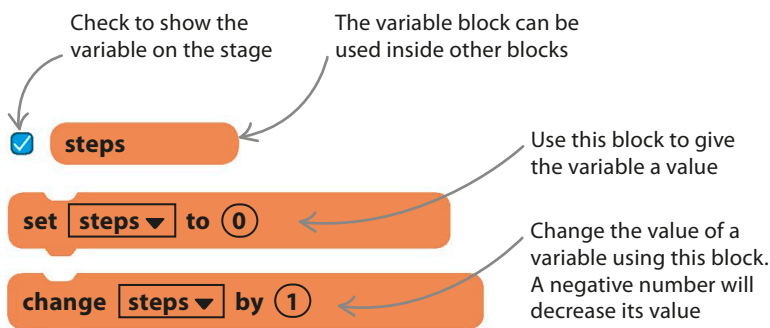 Check to show the
variable on the stage
The variable block can be
used inside other blocks
steps
Use this block to give
the variable a value
set steps to 0
Change the value of a
variable using this block.
A negative number will
decrease its value
change steps by 1